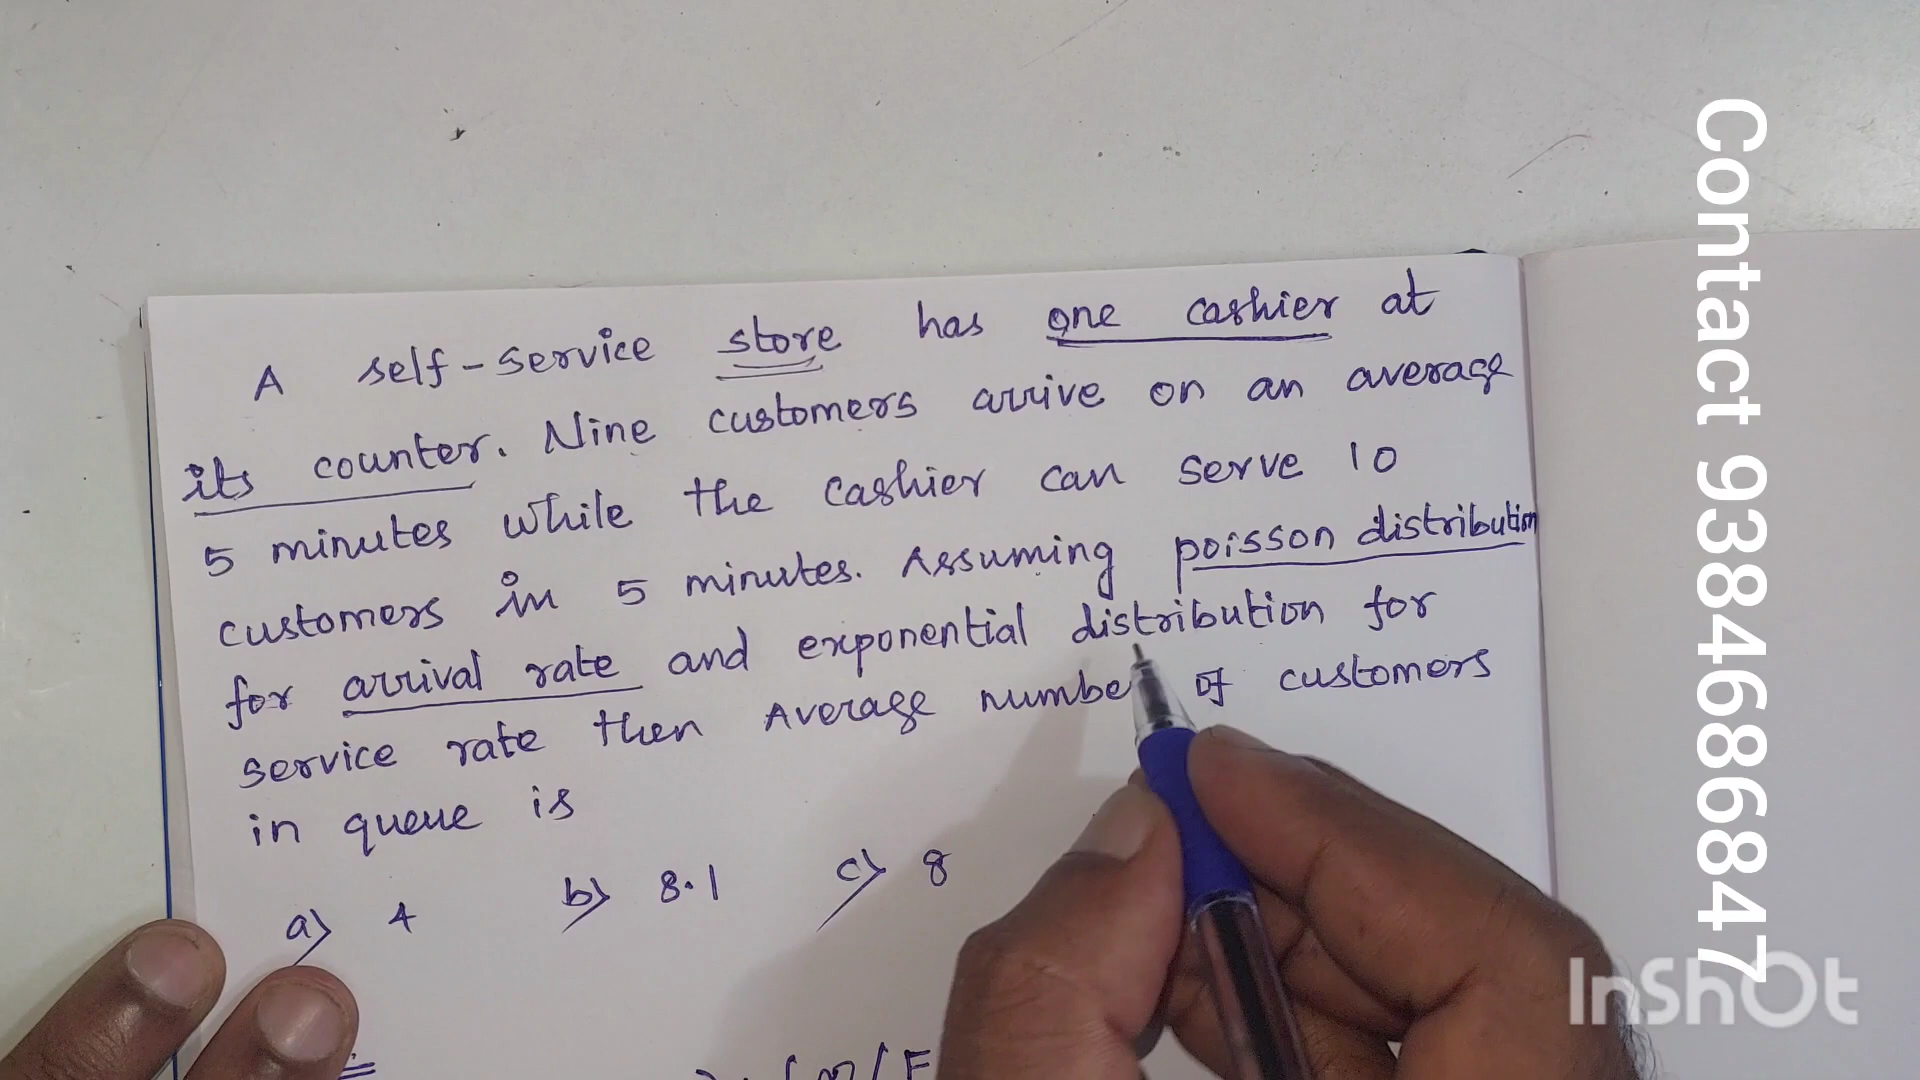 A self-service store has one cashier at
its counter. Nine customers arrive on an average
5 minutes while the cashier can serve 10
customers in 5 minutes. Assuming poisson distribution
for arrival rate and exponential distribution for
service rate then Average number of customers
in queue is
a) 4 b) 8.1 c) 8
Contact 9384686847
InShOt